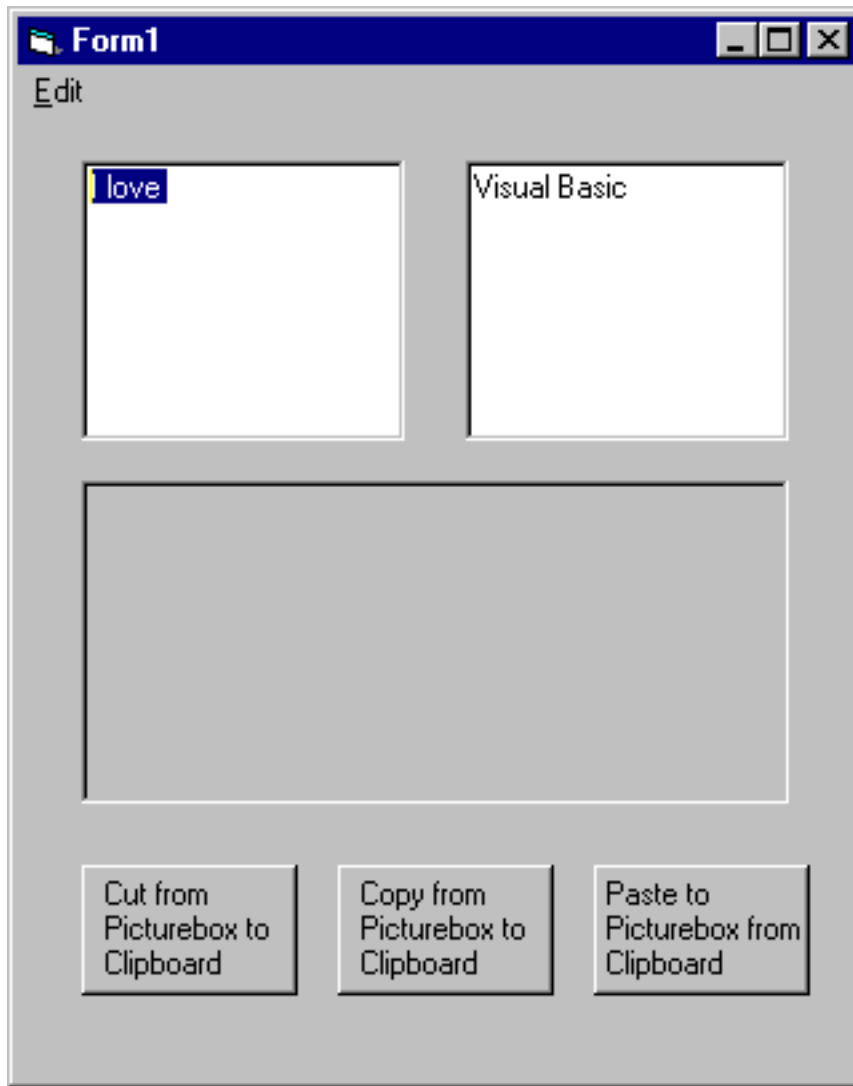 Form1
Edit
I love
Visual Basic
Cut from
Picturebox to
Clipboard
Copy from
Picturebox to
Clipboard
Paste to
Picturebox from
Clipboard